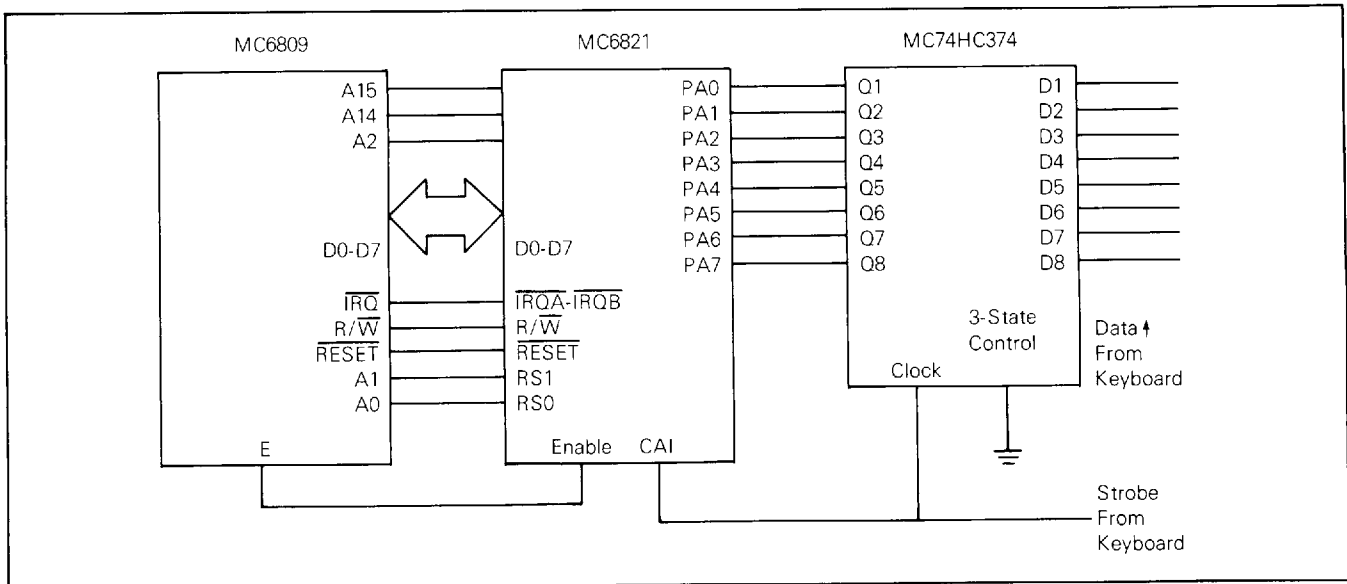 MC6809
MC6821
MC74HC374
A15
A14
A2
D0-D7
IRQ
R/W
RESET
A1
A0
E
D0-D7
IRQA-IRQB
R/W
RESET
RS1
RS0
Enable
CAI
PA0
PA1
PA2
PA3
PA4
PA5
PA6
PA7
Q1
Q2
Q3
Q4
Q5
Q6
Q7
Q8
D1
D2
D3
D4
D5
D6
D7
D8
3-State
Control
Clock
Data
From
Keyboard
Strobe
From
Keyboard